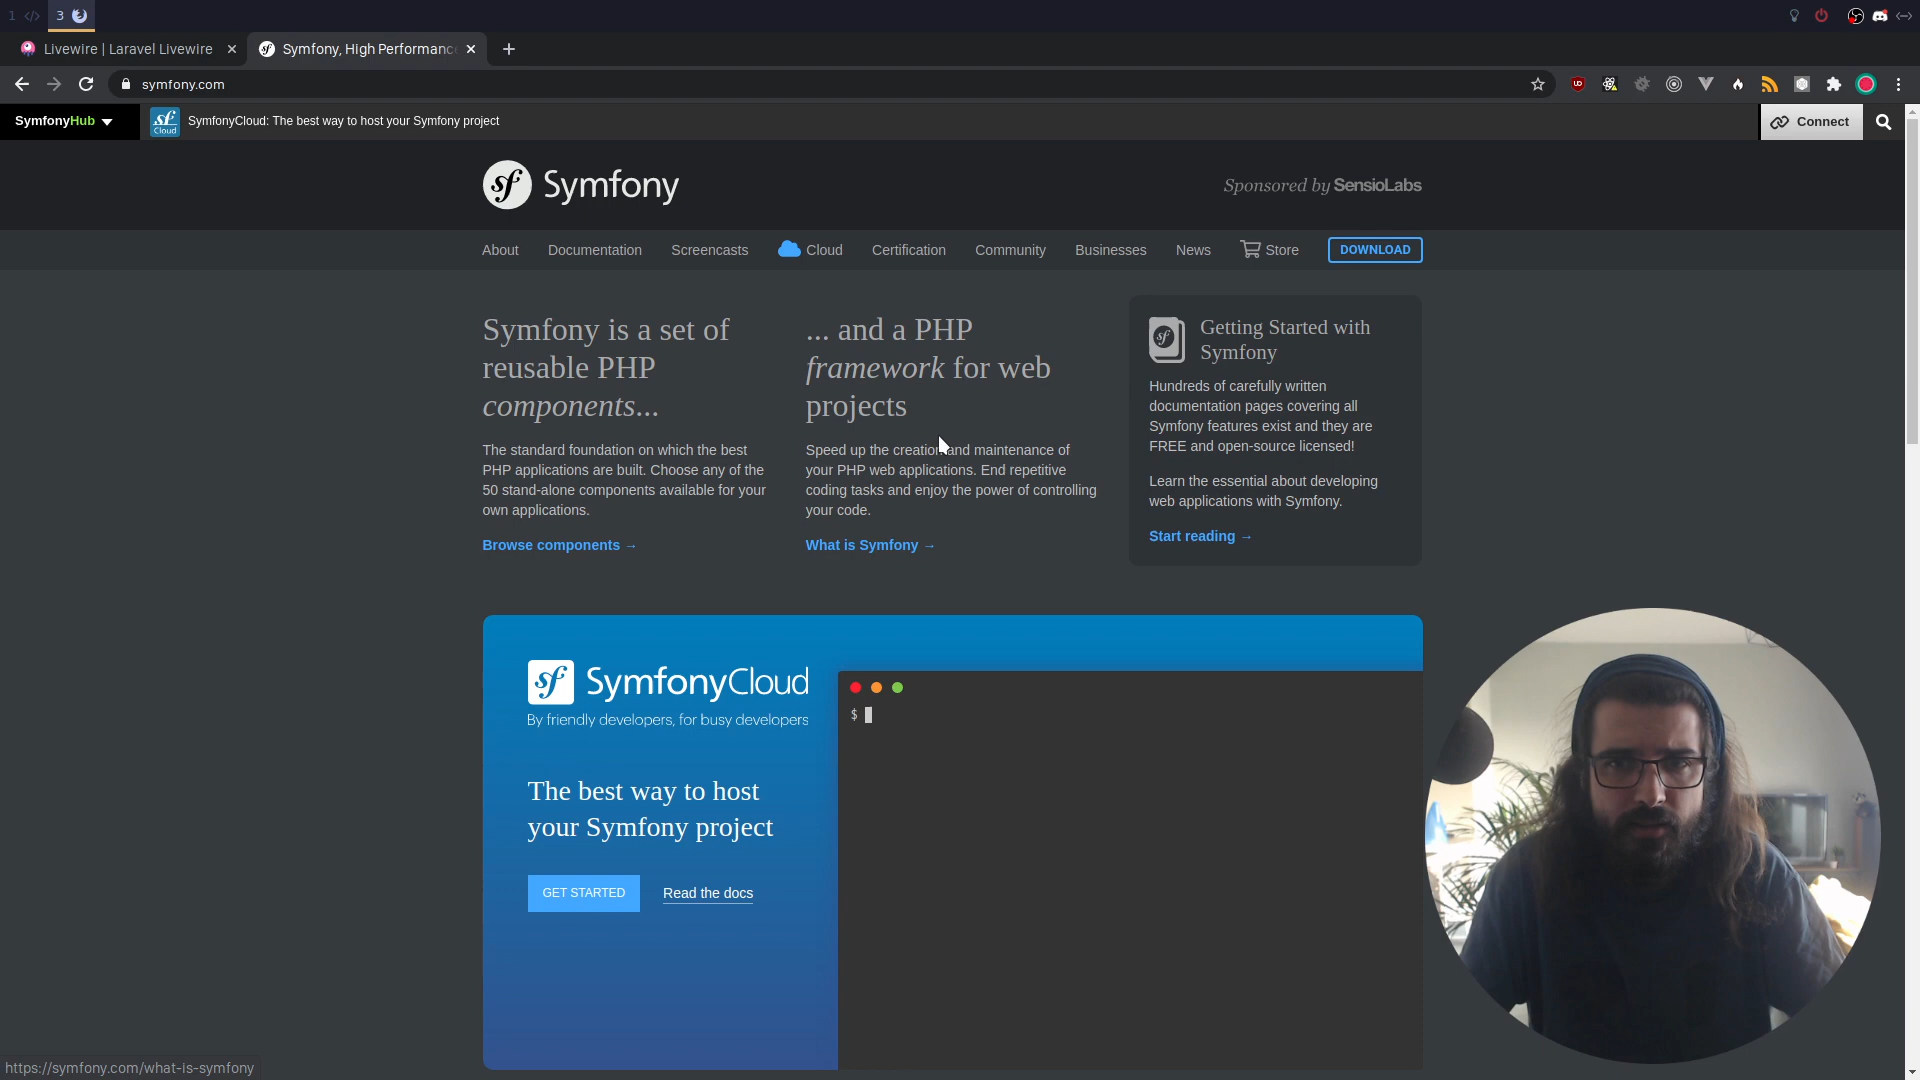 1 </> 3
Livewire | Laravel Livewire
Symfony, High Performance
symfony.com
SymfonyHub
sf
Cloud
SymfonyCloud: The best way to host your Symfony project
Connect
sf Symfony
Sponsored by SensioLabs
About
Documentation
Screencasts
Cloud
Certification
Community
Businesses
News
Store
DOWNLOAD
Symfony is a set of
reusable PHP
components...
The standard foundation on which the best
PHP applications are built. Choose any of the
50 stand-alone components available for your
own applications.
Browse components →
... and a PHP
framework for web
projects
Speed up the creation and maintenance of
your PHP web applications. End repetitive
coding tasks and enjoy the power of controlling
your code.
What is Symfony →
sf
Getting Started with
Symfony
Hundreds of carefully written
documentation pages covering all
Symfony features exist and they are
FREE and open-source licensed!
Learn the essential about developing
web applications with Symfony.
Start reading →
sf SymfonyCloud
By friendly developers, for busy developers
The best way to host
your Symfony project
GET STARTED
Read the docs
$
https://symfony.com/what-is-symfony